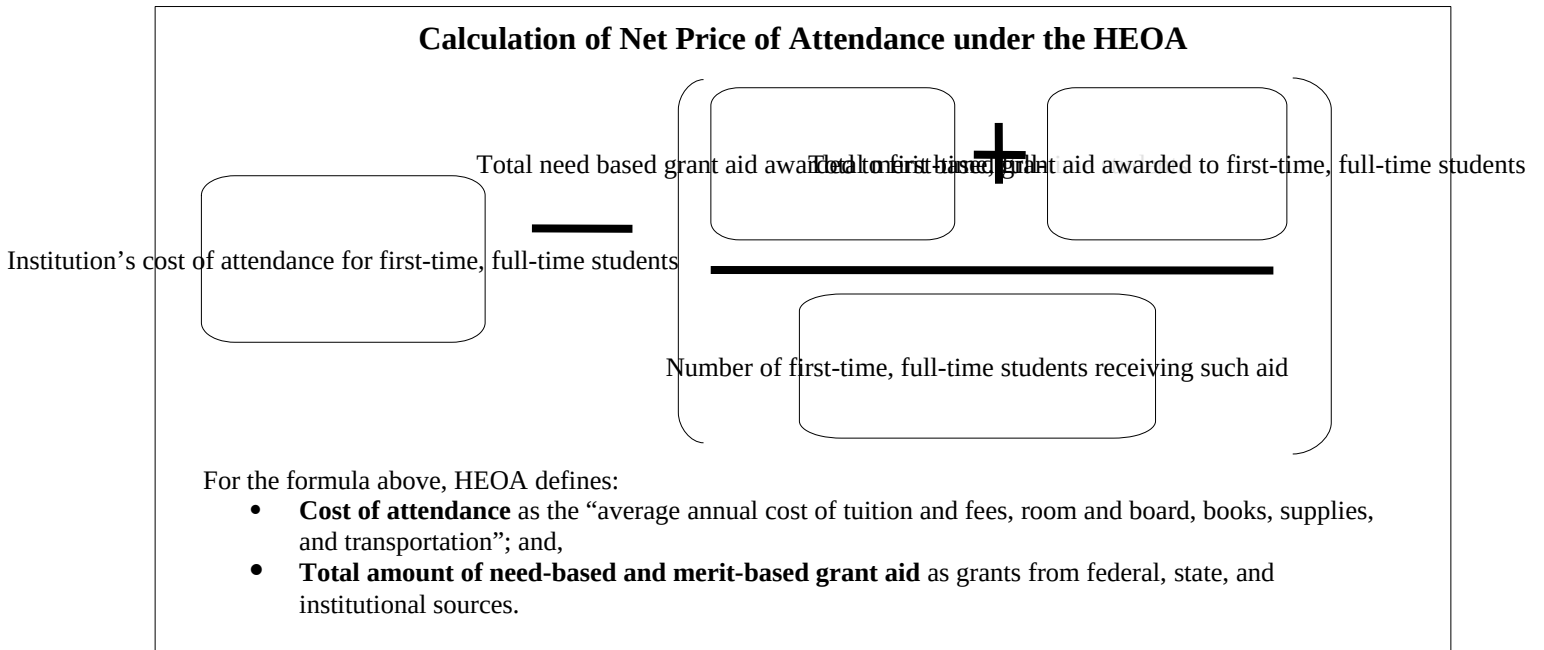 Calculation of Net Price of Attendance under the HEOA
Total need based grant aid awarded to first-time, full-
Total merit based grant aid awarded to first-time, full-time students
Institution’s cost of attendance for first-time, full-time students
Number of first-time, full-time students receiving such aid
For the formula above, HEOA defines:
• Cost of attendance as the “average annual cost of tuition and fees, room and board, books, supplies,
and transportation”; and,
• Total amount of need-based and merit-based grant aid as grants from federal, state, and
institutional sources.